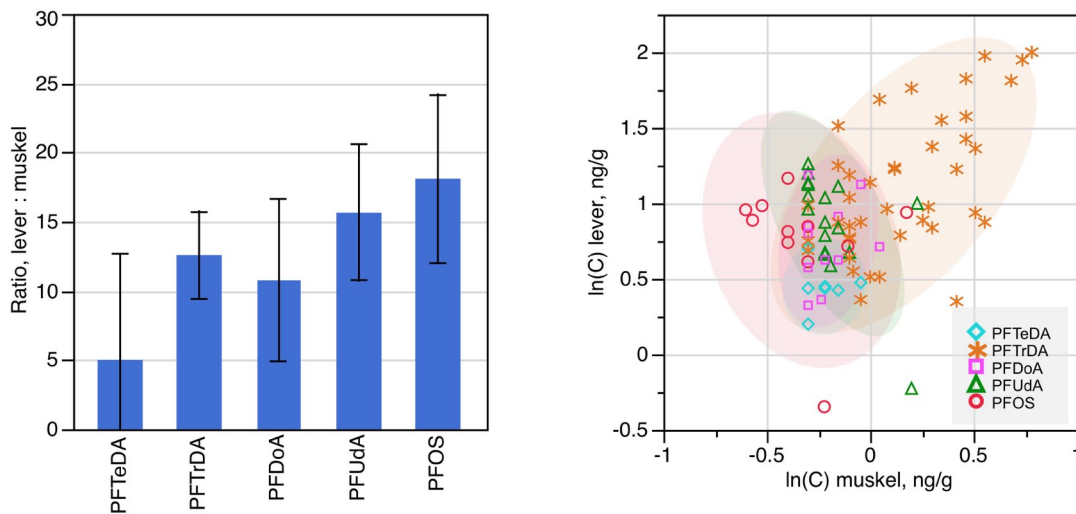 Ratio, lever : muskel
30
25
20
15
10
5
0
PFTeDA
PFTrDA
PFDoA
PFUdA
PFOS
ln(C) lever, ng/g
2
1.5
1
0.5
0
-0.5
-1
-0.5
0
0.5
1
ln(C) muskel, ng/g
PFTeDA
PFTrDA
PFDoA
PFUdA
PFOS